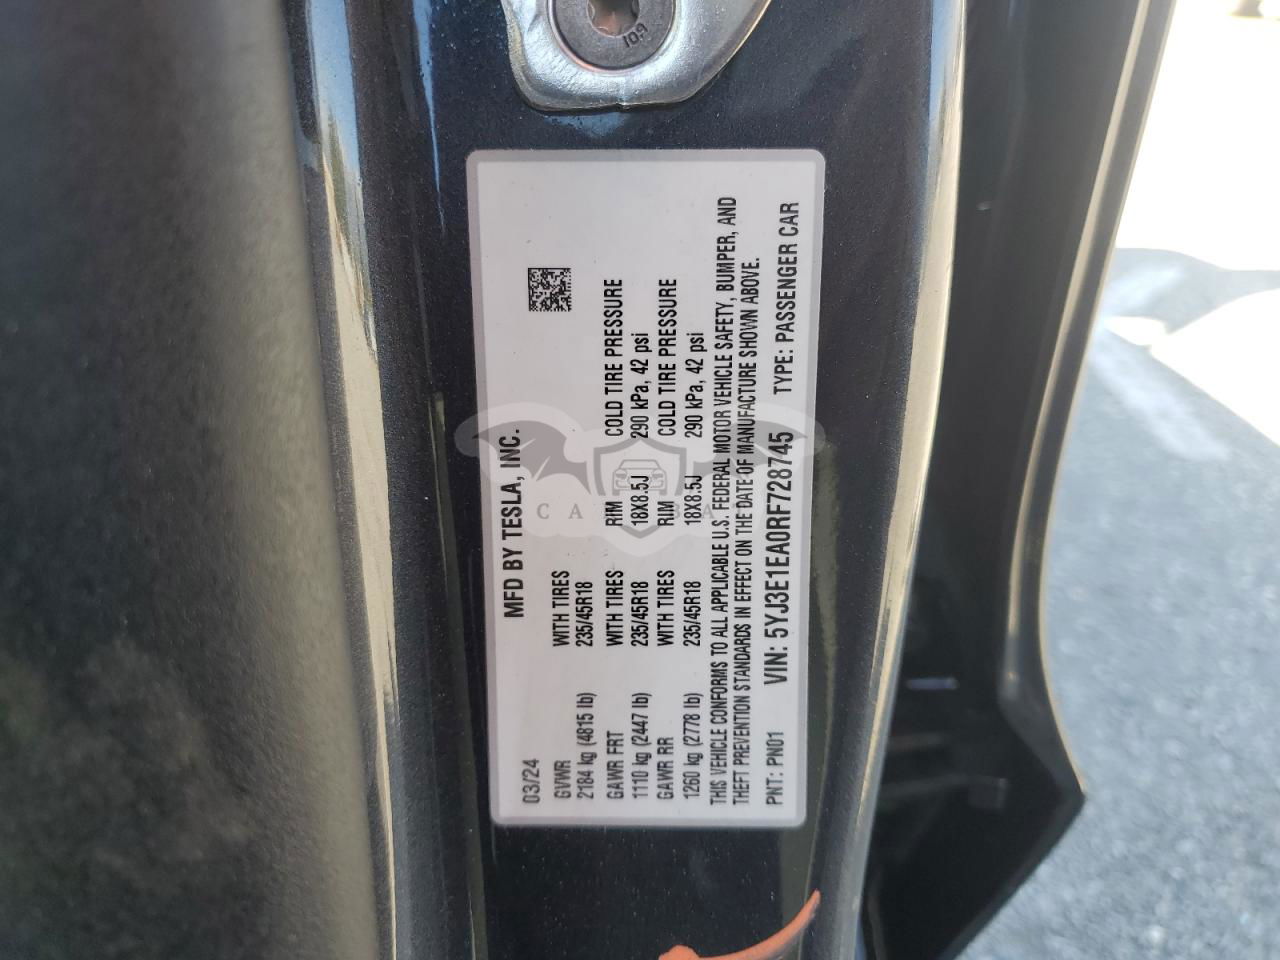 10.9
MFD BY TESLA, INC.
03/24
GVWR WITH TIRES
2184 kg (4815 lb) 235/45R18
GAWR FRT WITH TIRES RIM COLD TIRE PRESSURE
1110 kg (2447 lb) 235/45R18 18X8.5J 290 kPa, 42 psi
GAWR RR WITH TIRES RIM COLD TIRE PRESSURE
1260 kg (2778 lb) 235/45R18 18X8.5J 290 kPa, 42 psi
THIS VEHICLE CONFORMS TO ALL APPLICABLE U.S. FEDERAL MOTOR VEHICLE SAFETY, BUMPER, AND
THEFT PREVENTION STANDARDS IN EFFECT ON THE DATE OF MANUFACTURE SHOWN ABOVE.
PNT: PN01 VIN: 5YJ3E1EA0RF728745 TYPE: PASSENGER CAR